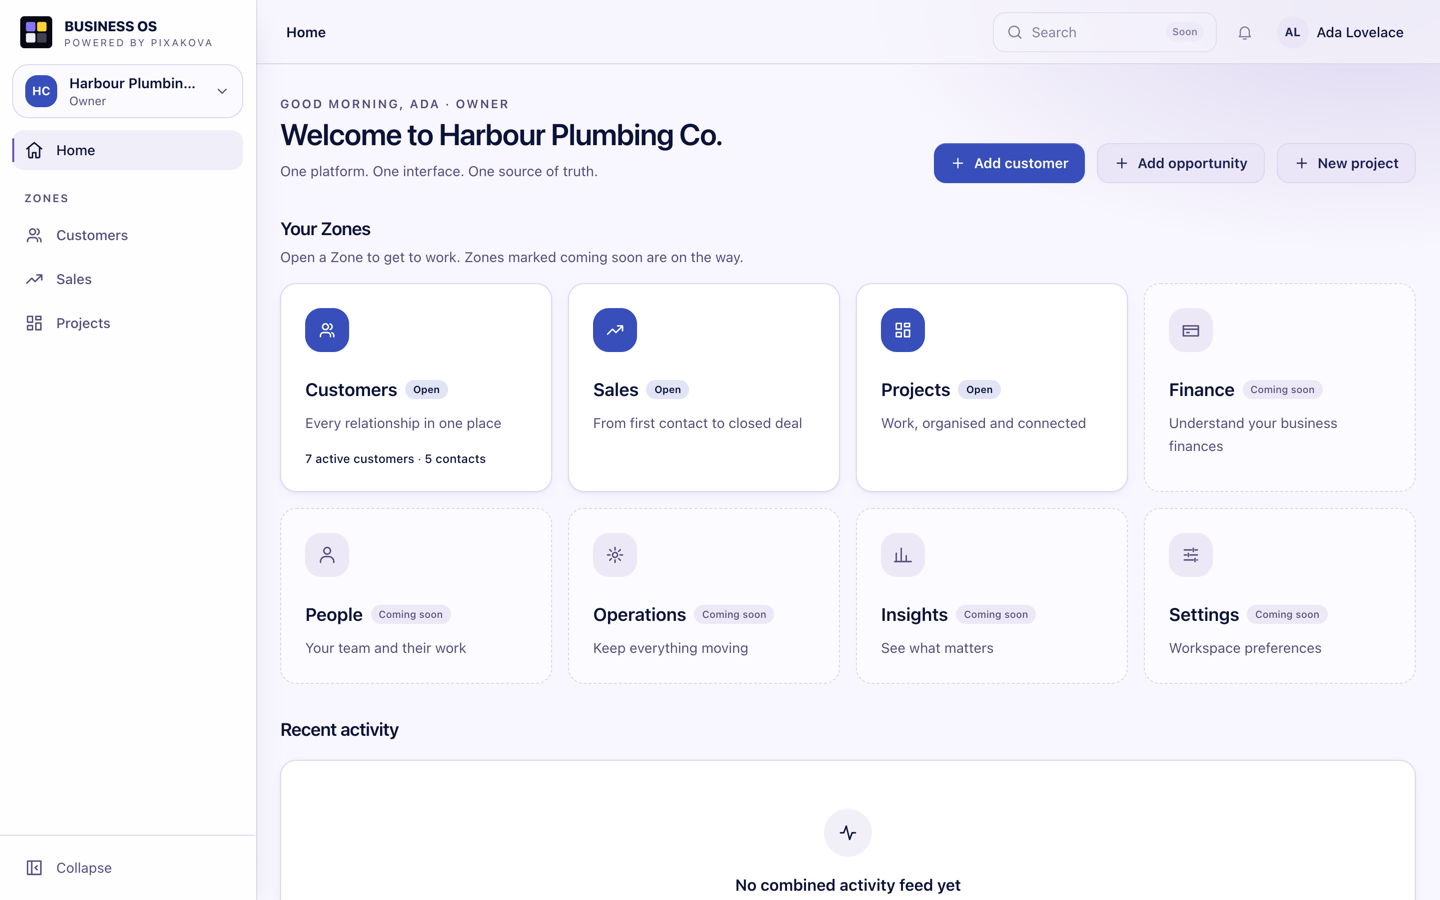 BUSINESS OS
POWERED BY PIXAKOVA
HC
Harbour Plumbin...
Owner
Home
ZONES
Customers
Sales
Projects
Collapse
Home
Search
Soon
AL
Ada Lovelace
GOOD MORNING, ADA · OWNER
Welcome to Harbour Plumbing Co.
One platform. One interface. One source of truth.
+ Add customer
+ Add opportunity
+ New project
Your Zones
Open a Zone to get to work. Zones marked coming soon are on the way.
Customers Open
Every relationship in one place
7 active customers · 5 contacts
Sales Open
From first contact to closed deal
Projects Open
Work, organised and connected
Finance Coming soon
Understand your business
finances
People Coming soon
Your team and their work
Operations Coming soon
Keep everything moving
Insights Coming soon
See what matters
Settings Coming soon
Workspace preferences
Recent activity
No combined activity feed yet